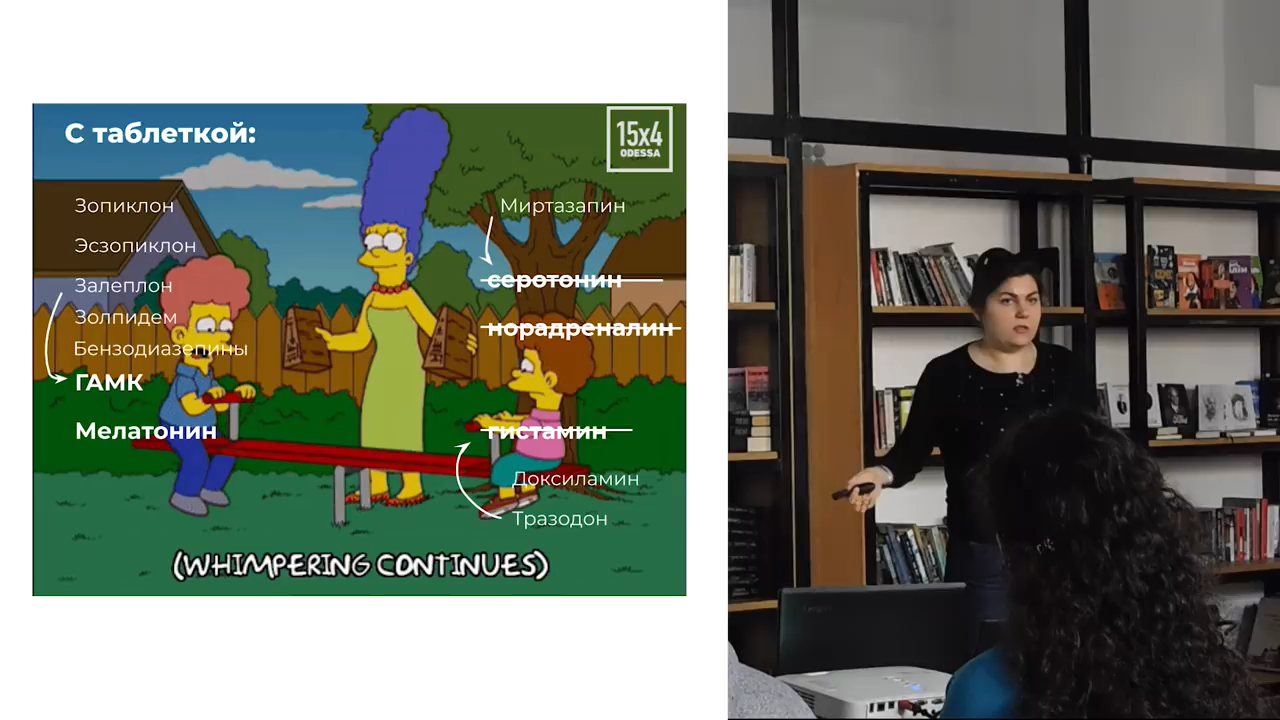 С таблеткой:
15x4
ODESSA
Зопиклон
Эсзопиклон
Залеплон
Золпидем
Бензодиазепины
ГАМК
Мелатонин
Миртазапин
серотонин
норадреналин
гистамин
Доксиламин
Тразодон
(WHIMPERING CONTINUES)